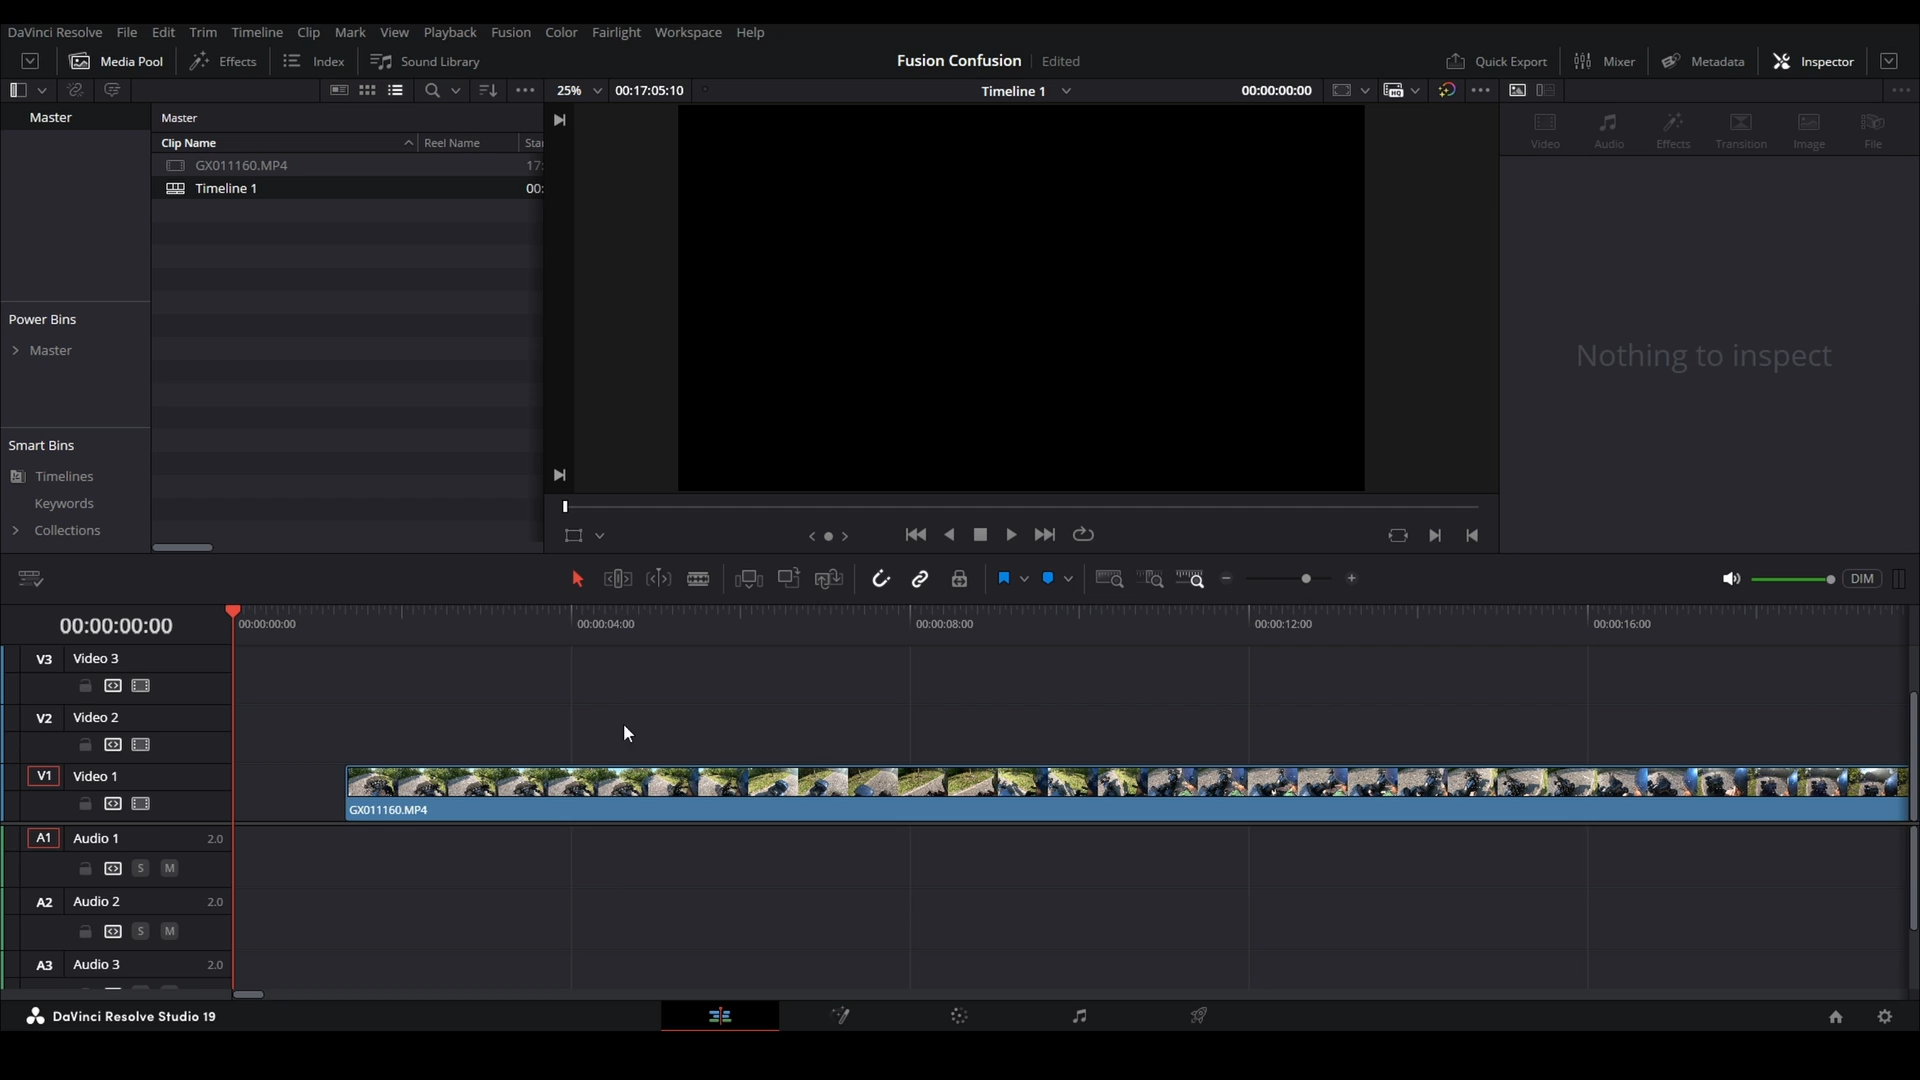 DaVinci Resolve File Edit Trim Timeline Clip Mark View Playback Fusion Color Fairlight Workspace Help
Media Pool Effects Index Sound Library Fusion Confusion Edited Quick Export Mixer Metadata Inspector
25% 00:17:05:10 Timeline 1 00:00:00:00
Master Master
Clip Name Reel Name Star
Video Audio Effects Transition Image File
GX011160.MP4 17:
Timeline 1 00:
Power Bins
Master
Nothing to inspect
Smart Bins
Timelines
Keywords
Collections
DIM
00:00:00:00 00:00:00:00 00:00:04:00 00:00:08:00 00:00:12:00 00:00:16:00
V3 Video 3
V2 Video 2
V1 Video 1
GX011160.MP4
A1 Audio 1 2.0
S M
A2 Audio 2 2.0
S M
A3 Audio 3 2.0
DaVinci Resolve Studio 19